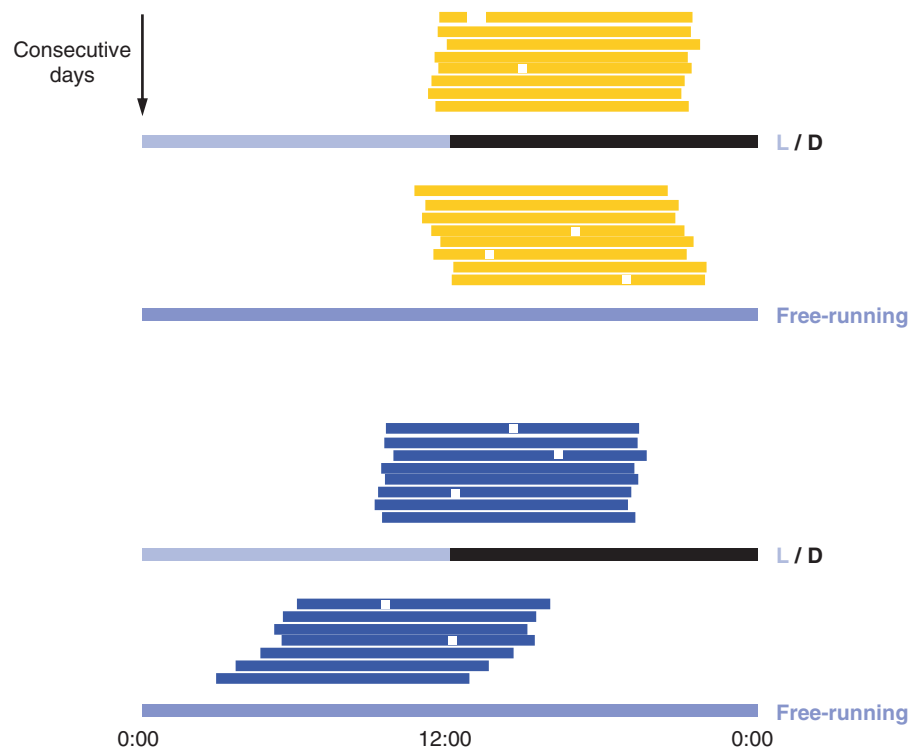 Consecutive
days
L / D
Free-running
L / D
Free-running
0:00 12:00 0:00